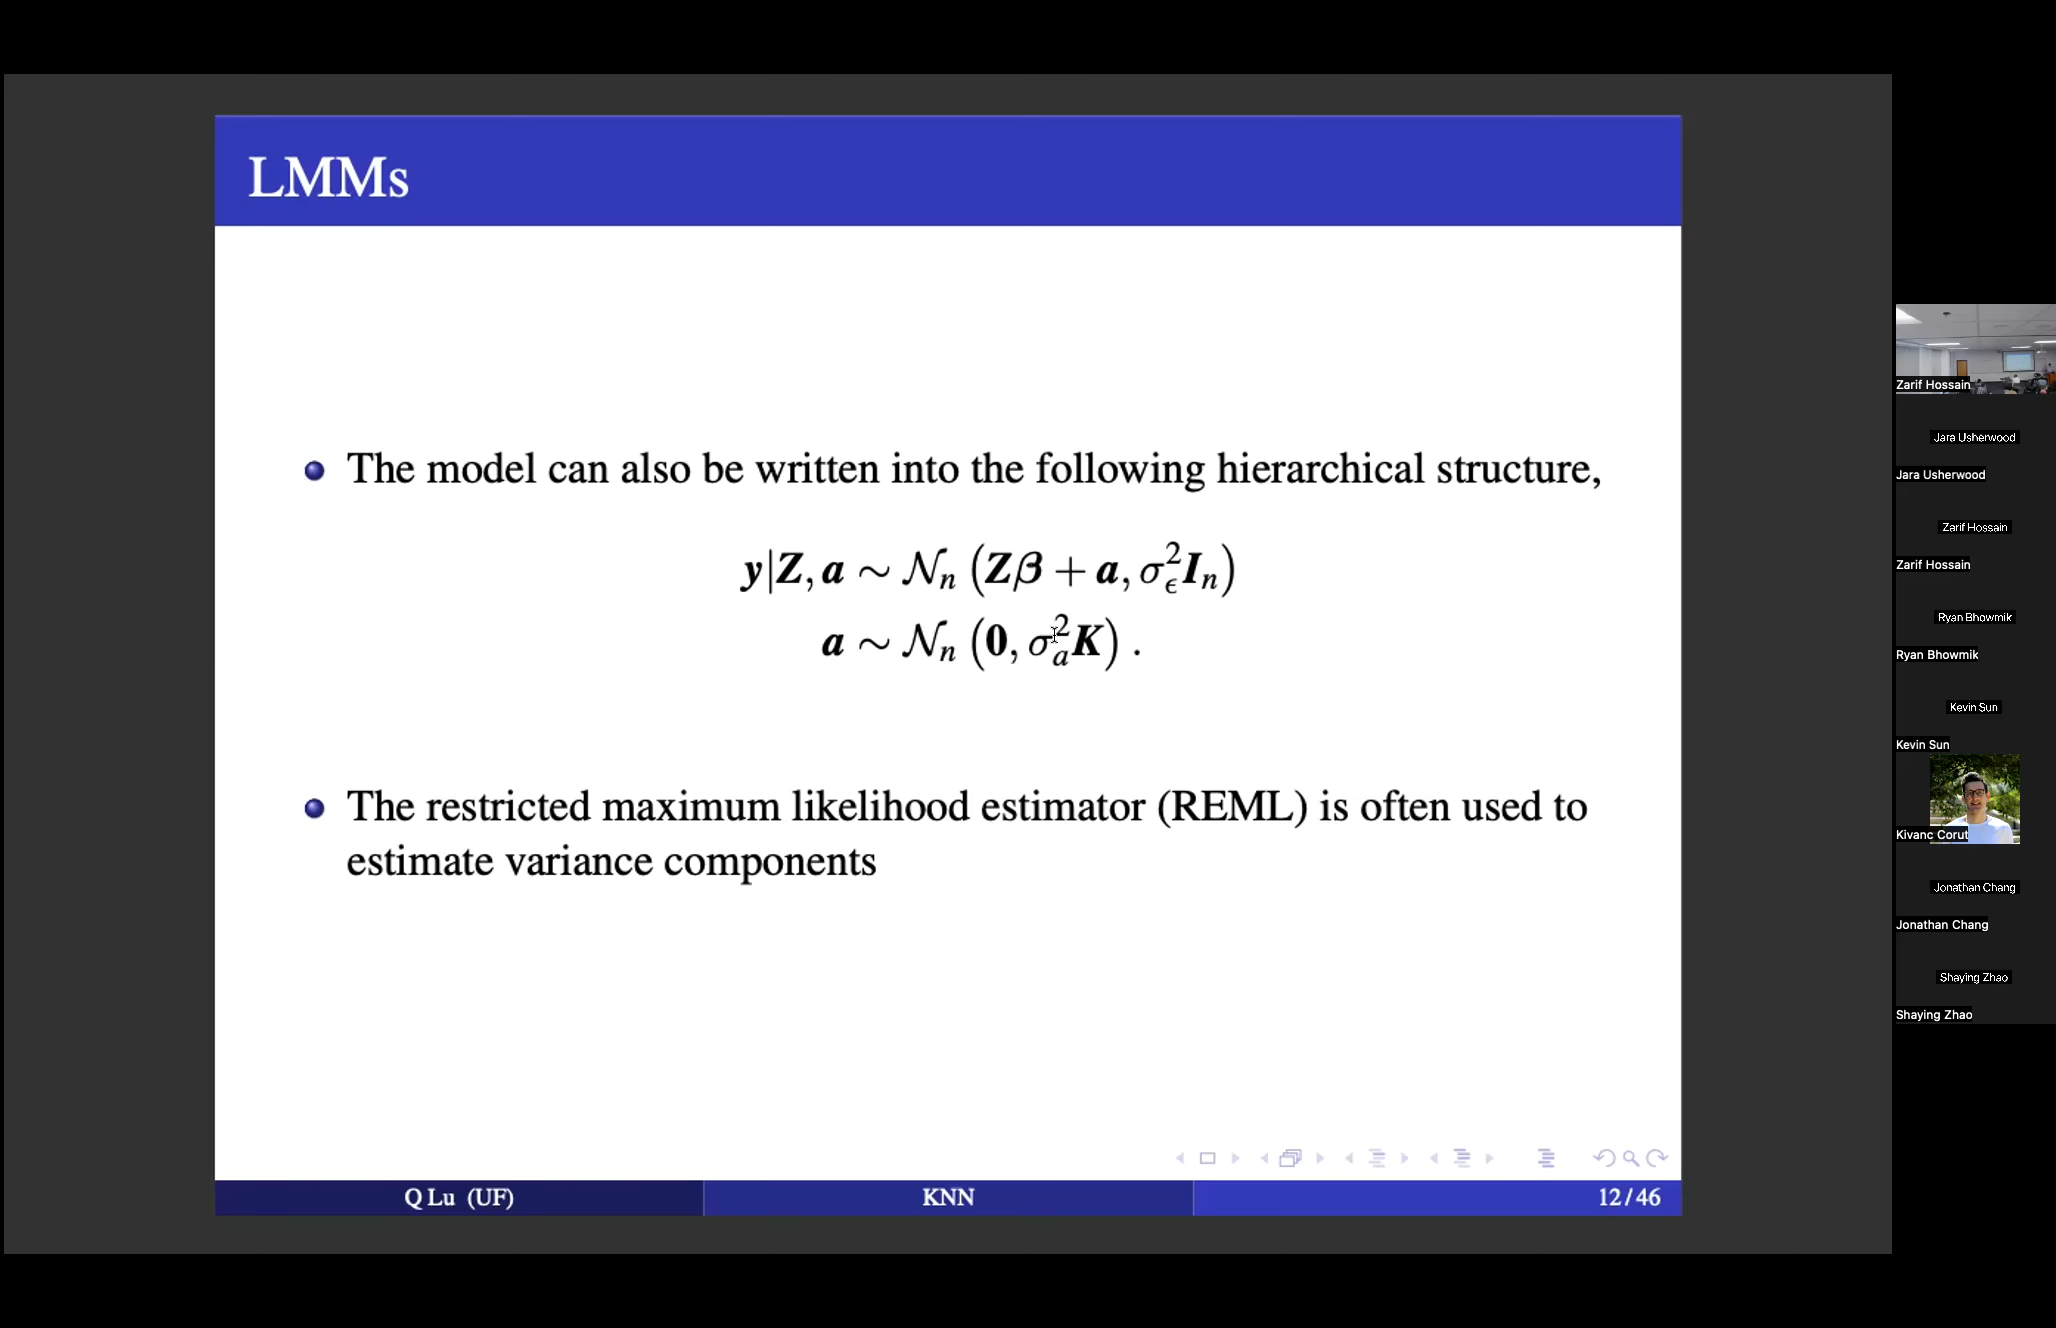 LMMs
The model can also be written into the following hierarchical structure,
y|Z, a ∼ 𝒩ₙ (Zβ + a, σ²_ϵ Iₙ)
a ∼ 𝒩ₙ (0, σ²_a K) .
The restricted maximum likelihood estimator (REML) is often used to
estimate variance components
Q Lu (UF)
KNN
12 / 46
Zarif Hossain
Jara Usherwood
Jara Usherwood
Zarif Hossain
Zarif Hossain
Ryan Bhowmik
Ryan Bhowmik
Kevin Sun
Kevin Sun
Kivanc Corut
Jonathan Chang
Jonathan Chang
Shaying Zhao
Shaying Zhao